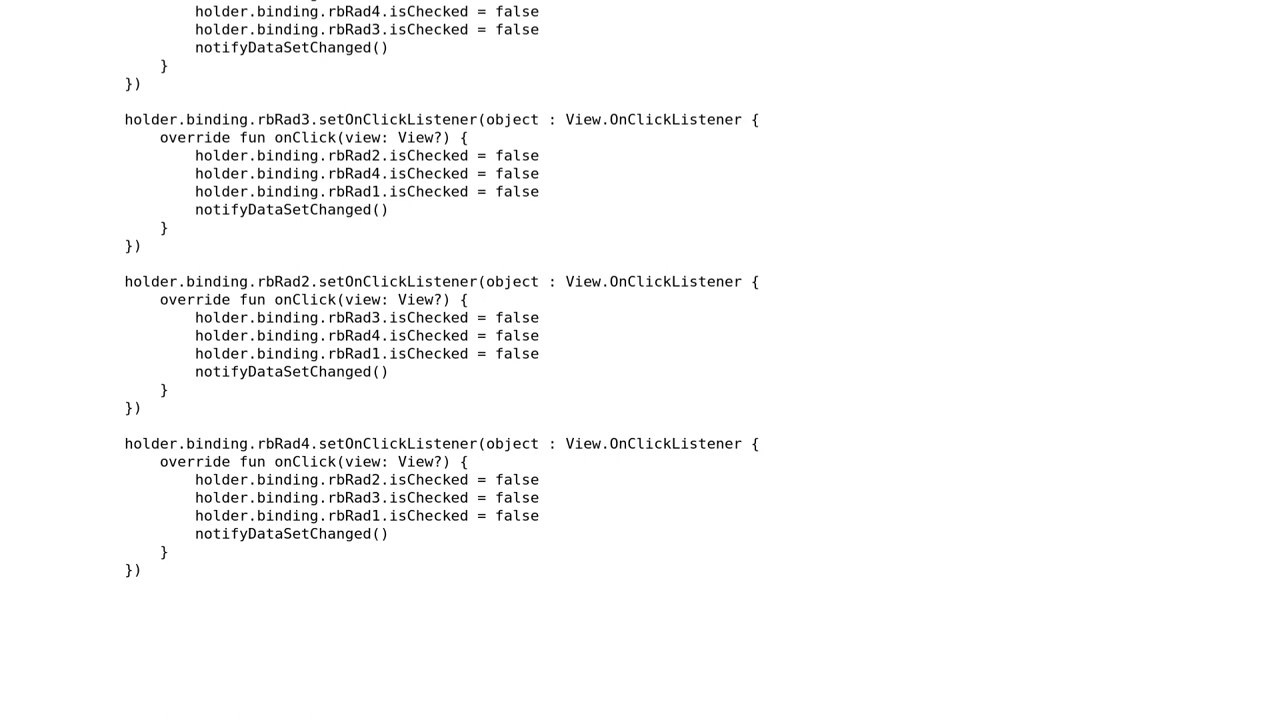 holder.binding.rbRad4.isChecked = false
holder.binding.rbRad3.isChecked = false
notifyDataSetChanged()
}
})
holder.binding.rbRad3.setOnClickListener(object : View.OnClickListener {
override fun onClick(view: View?) {
holder.binding.rbRad2.isChecked = false
holder.binding.rbRad4.isChecked = false
holder.binding.rbRad1.isChecked = false
notifyDataSetChanged()
}
})
holder.binding.rbRad2.setOnClickListener(object : View.OnClickListener {
override fun onClick(view: View?) {
holder.binding.rbRad3.isChecked = false
holder.binding.rbRad4.isChecked = false
holder.binding.rbRad1.isChecked = false
notifyDataSetChanged()
}
})
holder.binding.rbRad4.setOnClickListener(object : View.OnClickListener {
override fun onClick(view: View?) {
holder.binding.rbRad2.isChecked = false
holder.binding.rbRad3.isChecked = false
holder.binding.rbRad1.isChecked = false
notifyDataSetChanged()
}
})